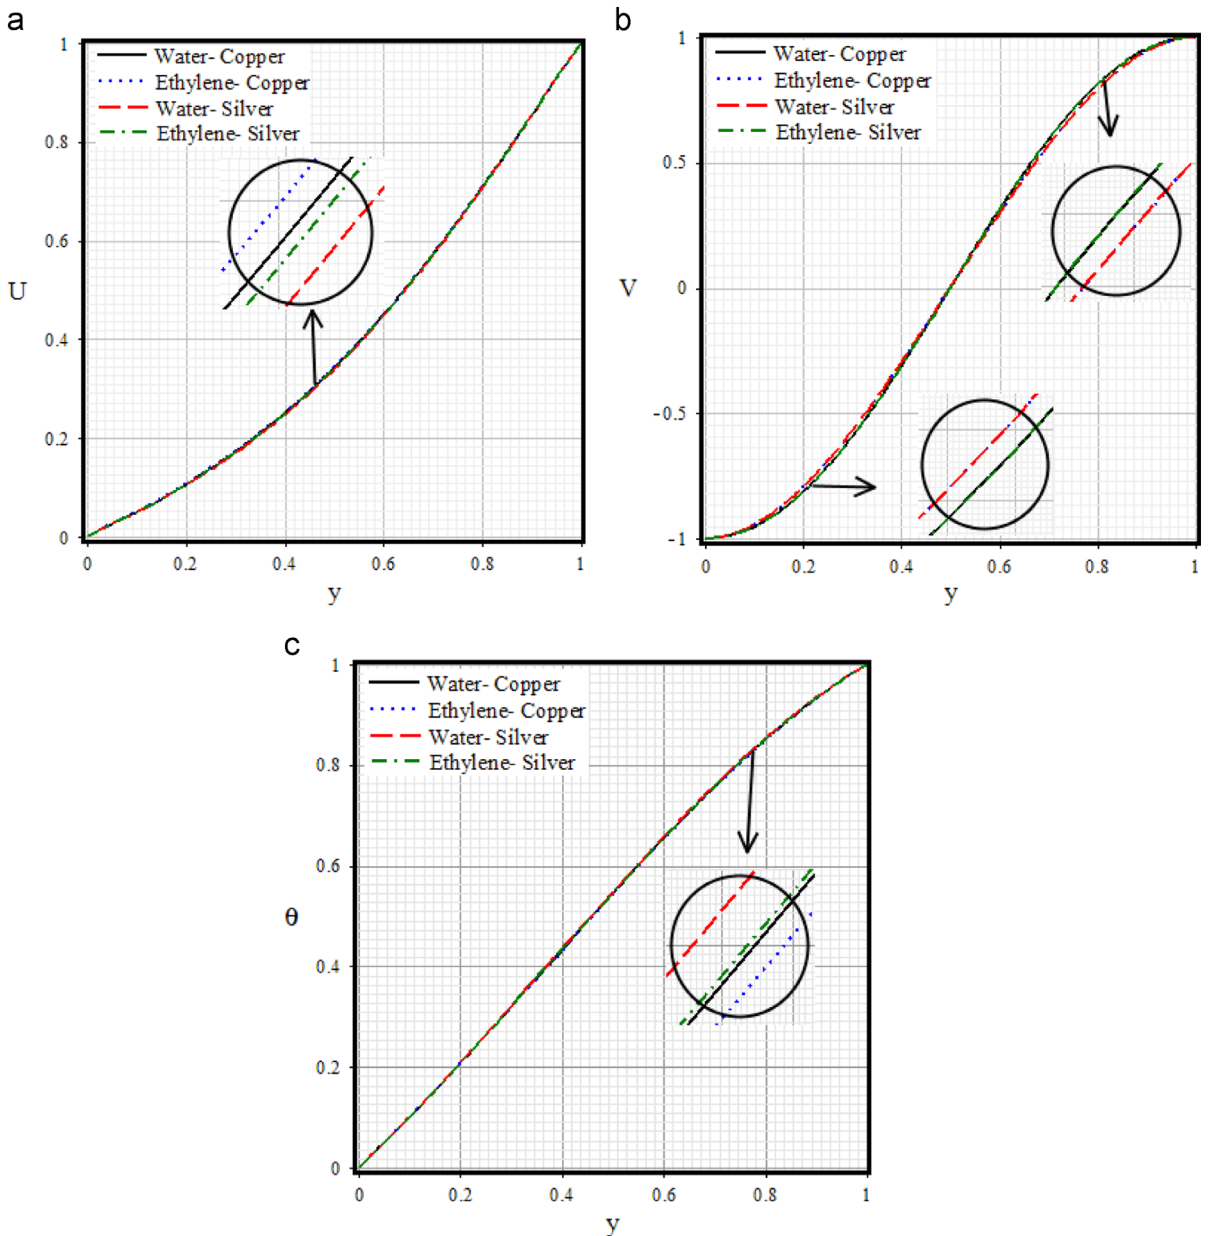 a
1
0.8
0.6
0.4
0.2
0
U
Water- Copper
Ethylene- Copper
Water- Silver
Ethylene- Silver
0 0.2 0.4 0.6 0.8 1
y
b
1
0.5
0
-0.5
-1
V
Water- Copper
Ethylene- Copper
Water- Silver
Ethylene- Silver
0 0.2 0.4 0.6 0.8 1
y
c
1
0.8
0.6
0.4
0.2
0
θ
Water- Copper
Ethylene- Copper
Water- Silver
Ethylene- Silver
0 0.2 0.4 0.6 0.8 1
y